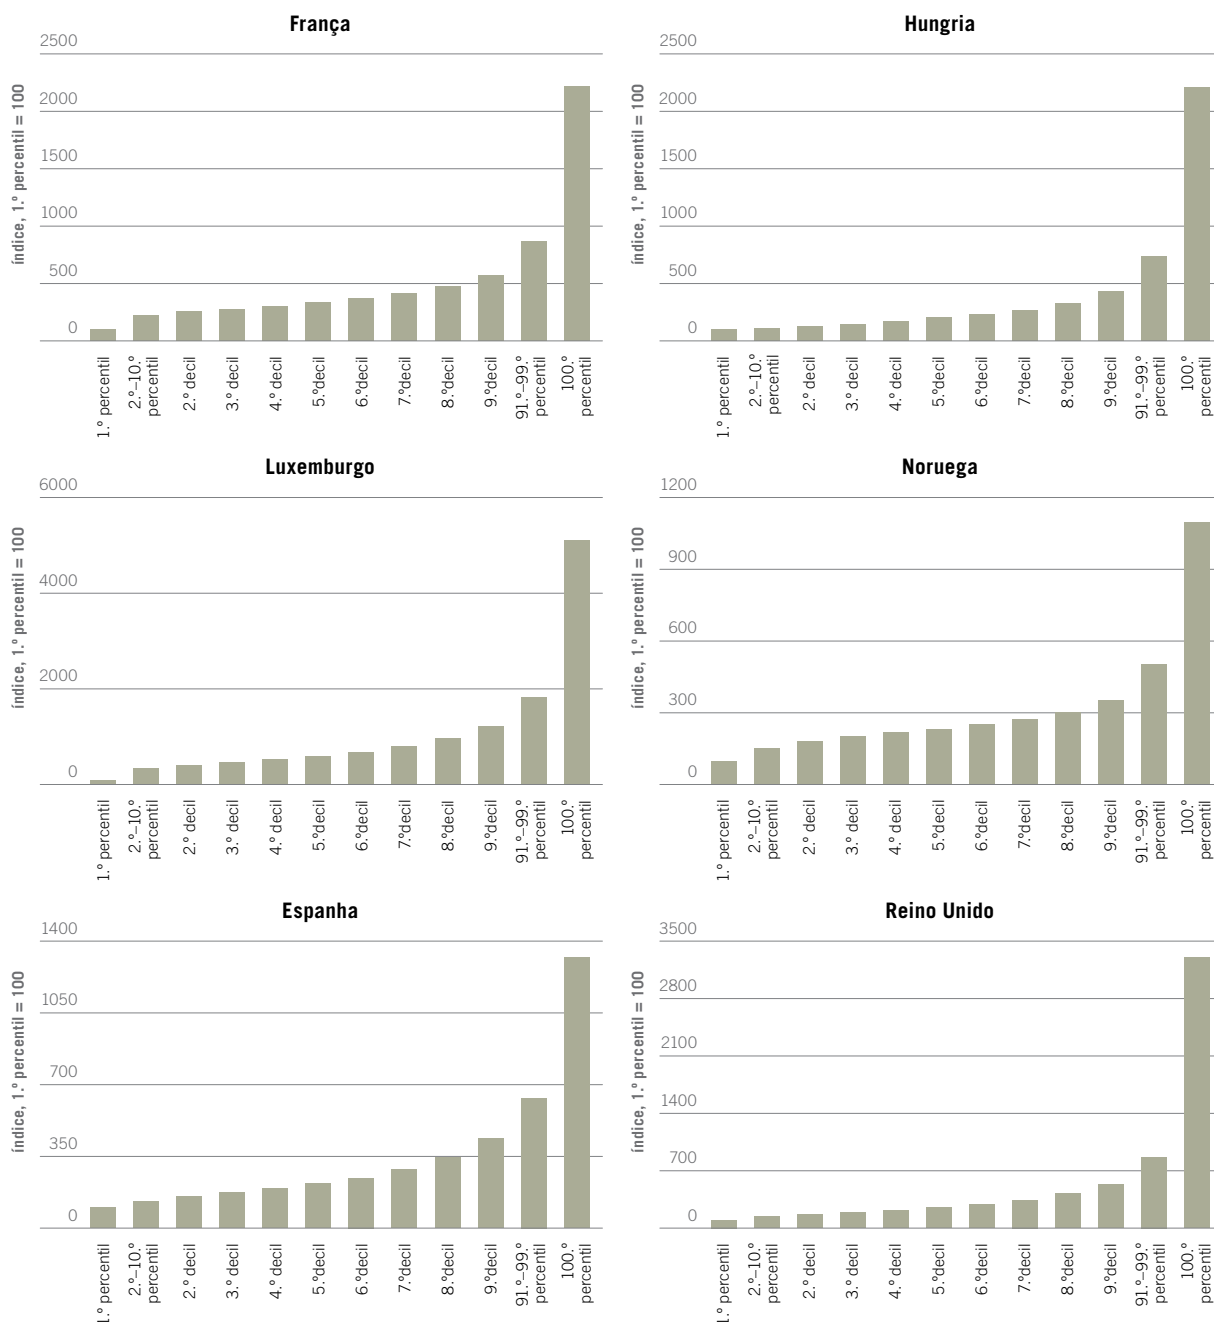 França
índice, 1.º percentil = 100
2500
2000
1500
1000
500
0
1.º percentil
2.º–10.º
percentil
2.º decil
3.º decil
4.º decil
5.ºdecil
6.ºdecil
7.ºdecil
8.ºdecil
9.ºdecil
91.º–99.º
percentil
100.º
percentil
Hungria
índice, 1.º percentil = 100
2500
2000
1500
1000
500
0
1.º percentil
2.º–10.º
percentil
2.º decil
3.º decil
4.º decil
5.ºdecil
6.ºdecil
7.ºdecil
8.ºdecil
9.ºdecil
91.º–99.º
percentil
100.º
percentil
Luxemburgo
índice, 1.º percentil = 100
6000
4000
2000
0
1.º percentil
2.º–10.º
percentil
2.º decil
3.º decil
4.º decil
5.ºdecil
6.ºdecil
7.ºdecil
8.ºdecil
9.ºdecil
91.º–99.º
percentil
100.º
percentil
Noruega
índice, 1.º percentil = 100
1200
900
600
300
0
1.º percentil
2.º–10.º
percentil
2.º decil
3.º decil
4.º decil
5.ºdecil
6.ºdecil
7.ºdecil
8.ºdecil
9.ºdecil
91.º–99.º
percentil
100.º
percentil
Espanha
índice, 1.º percentil = 100
1400
1050
700
350
0
1.º percentil
2.º–10.º
percentil
2.º decil
3.º decil
4.º decil
5.ºdecil
6.ºdecil
7.ºdecil
8.ºdecil
9.ºdecil
91.º–99.º
percentil
100.º
percentil
Reino Unido
índice, 1.º percentil = 100
3500
2800
2100
1400
700
0
1.º percentil
2.º–10.º
percentil
2.º decil
3.º decil
4.º decil
5.ºdecil
6.ºdecil
7.ºdecil
8.ºdecil
9.ºdecil
91.º–99.º
percentil
100.º
percentil